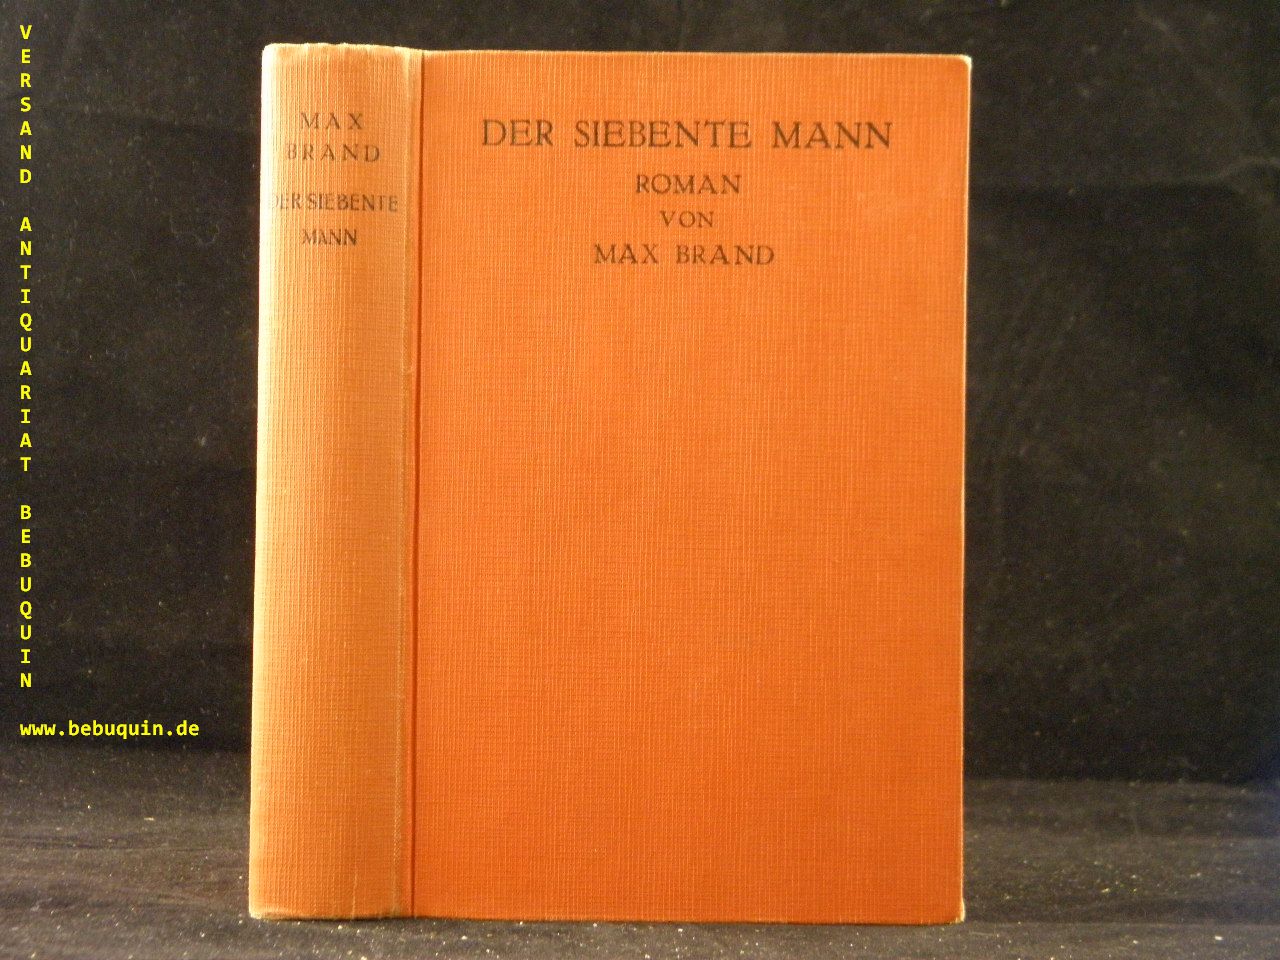 VERSAND ANTIQUARIAT BEBUQUIN
www.bebuquin.de
MAX
BRAND
DER SIEBENTE
MANN
DER SIEBENTE MANN
ROMAN
VON
MAX BRAND